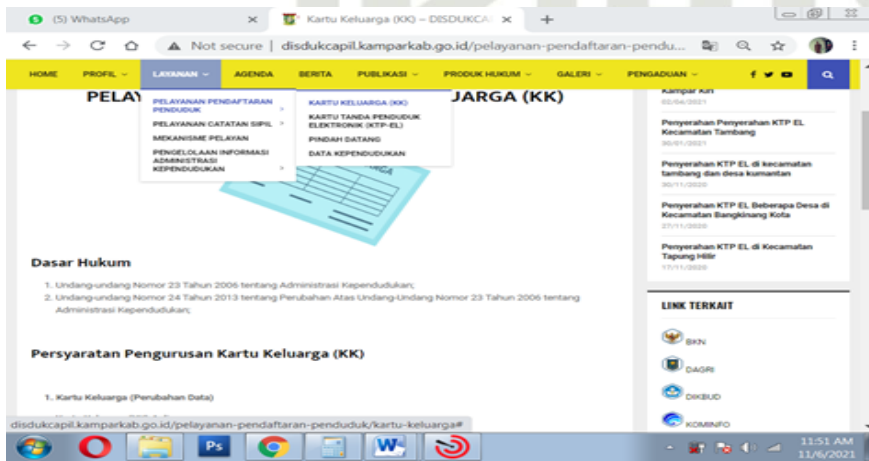 (5) WhatsApp
Kartu Keluarga (KK) – DISDUKCA
Not secure | disdukcapil.kamparkab.go.id/pelayanan-pendaftaran-pendu...
HOME PROFIL LAYANAN AGENDA BERITA PUBLIKASI PRODUK HUKUM GALERI PENGADUAN
PELAY
JARGA (KK)
PELAYANAN PENDAFTARAN
PENDUDUK
PELAYANAN CATATAN SIPIL
MEKANISME PELAYAN
PENGELOLAAN INFORMASI
ADMINISTRASI
KEPENDUDUKAN
KARTU KELUARGA (KK)
KARTU TANDA PENDUDUK
ELEKTRONIK (KTP-EL)
PINDAH DATANG
DATA KEPENDUDUKAN
Dasar Hukum
1. Undang-undang Nomor 23 Tahun 2006 tentang Administrasi Kependudukan;
2. Undang-undang Nomor 24 Tahun 2013 tentang Perubahan Atas Undang-Undang Nomor 23 Tahun 2006 tentang
Administrasi Kependudukan;
Persyaratan Pengurusan Kartu Keluarga (KK)
1. Kartu Keluarga (Perubahan Data)
disdukcapil.kamparkab.go.id/pelayanan-pendaftaran-penduduk/kartu-keluarga#
Kampar Kiri
02/04/2021
Penyerahan Penyerahan KTP EL
Kecamatan Tambang
30/01/2021
Penyerahan KTP EL di kecamatan
tambang dan desa kumantan
30/11/2020
Penyerahan KTP EL Beberapa Desa di
Kecamatan Bangkinang Kota
27/11/2020
Penyerahan KTP EL di Kecamatan
Tapung Hilir
17/11/2020
LINK TERKAIT
BKN
DAGRI
DIKBUD
KOMINFO
Ps
W
11:51 AM
11/6/2021